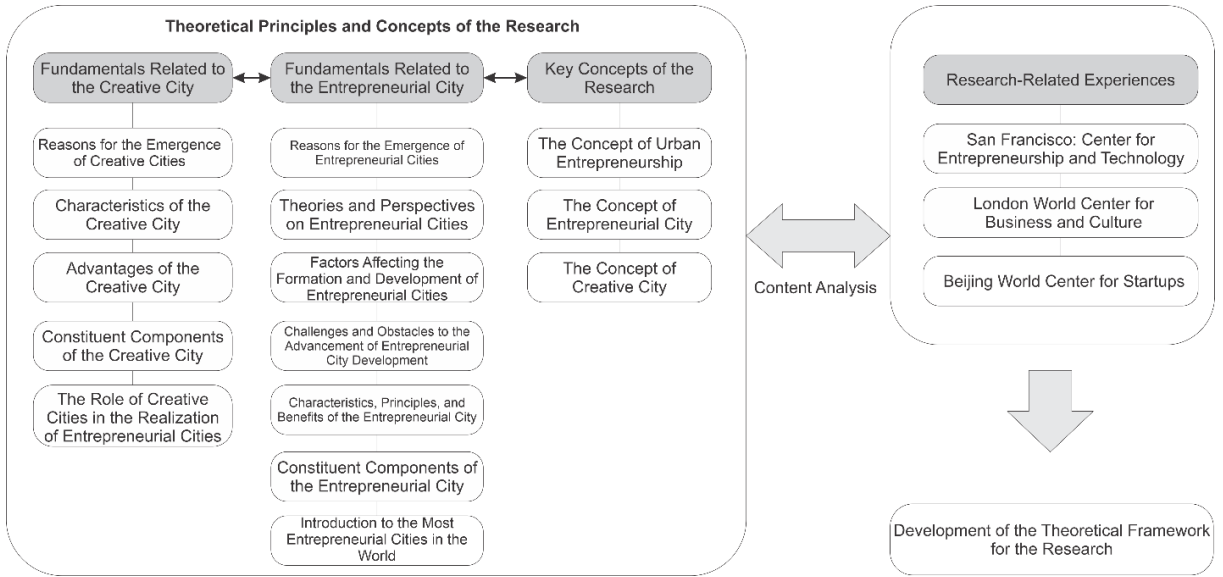 Theoretical Principles and Concepts of the Research
Fundamentals Related to
the Creative City
Reasons for the Emergence
of Creative Cities
Characteristics of the
Creative City
Advantages of the
Creative City
Constituent Components
of the Creative City
The Role of Creative
Cities in the Realization
of Entrepreneurial Cities
Fundamentals Related to
the Entrepreneurial City
Reasons for the Emergence of
Entrepreneurial Cities
Theories and Perspectives
on Entrepreneurial Cities
Factors Affecting the
Formation and Development of
Entrepreneurial Cities
Challenges and Obstacles to the
Advancement of Entrepreneurial
City Development
Characteristics, Principles, and
Benefits of the Entrepreneurial City
Constituent Components of
the Entrepreneurial City
Introduction to the Most
Entrepreneurial Cities in the
World
Key Concepts of the
Research
The Concept of Urban
Entrepreneurship
The Concept of
Entrepreneurial City
The Concept of
Creative City
Content Analysis
Research-Related Experiences
San Francisco: Center for
Entrepreneurship and Technology
London World Center for
Business and Culture
Beijing World Center for Startups
Development of the Theoretical Framework
for the Research